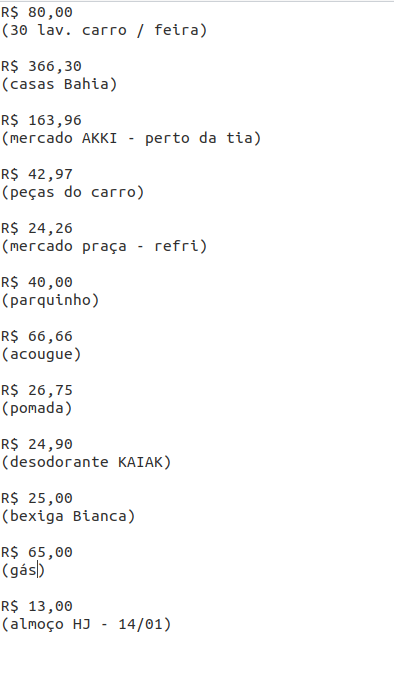 R$ 80,00
(30 lav. carro / feira)
R$ 366,30
(casas Bahia)
R$ 163,96
(mercado AKKI - perto da tia)
R$ 42,97
(peças do carro)
R$ 24,26
(mercado praça - refri)
R$ 40,00
(parquinho)
R$ 66,66
(acougue)
R$ 26,75
(pomada)
R$ 24,90
(desodorante KAIAK)
R$ 25,00
(bexiga Bianca)
R$ 65,00
(gás)
R$ 13,00
(almoço HJ - 14/01)